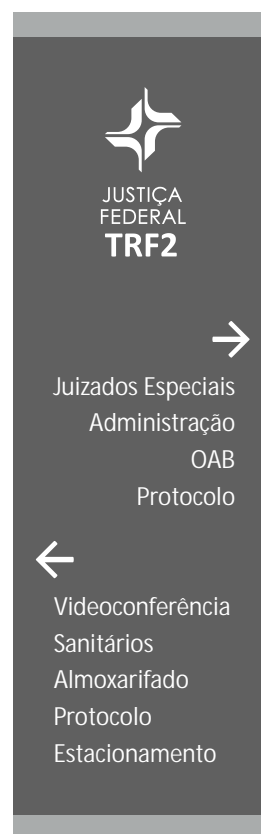 JUSTIÇA
FEDERAL
TRF2
→
Juizados Especiais
Administração
OAB
Protocolo
←
Videoconferência
Sanitários
Almoxarifado
Protocolo
Estacionamento